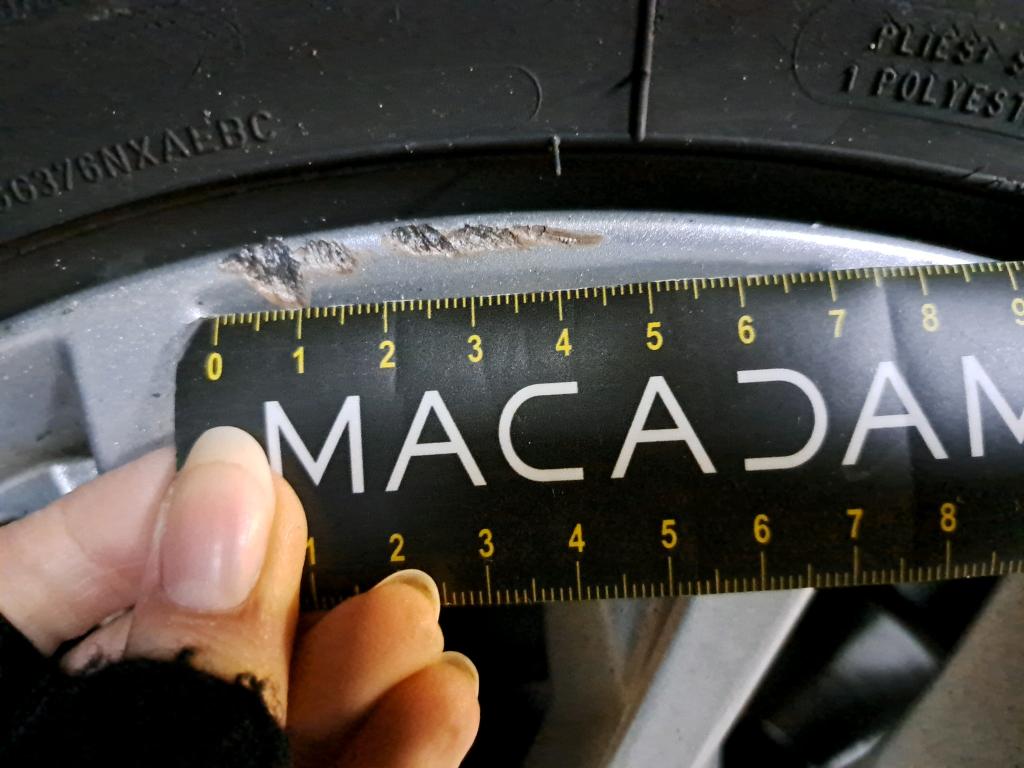 PLIES:
1 POLYEST
G376NXAEBC
0 1 2 3 4 5 6 7 8 9
MACADAM
1 2 3 4 5 6 7 8